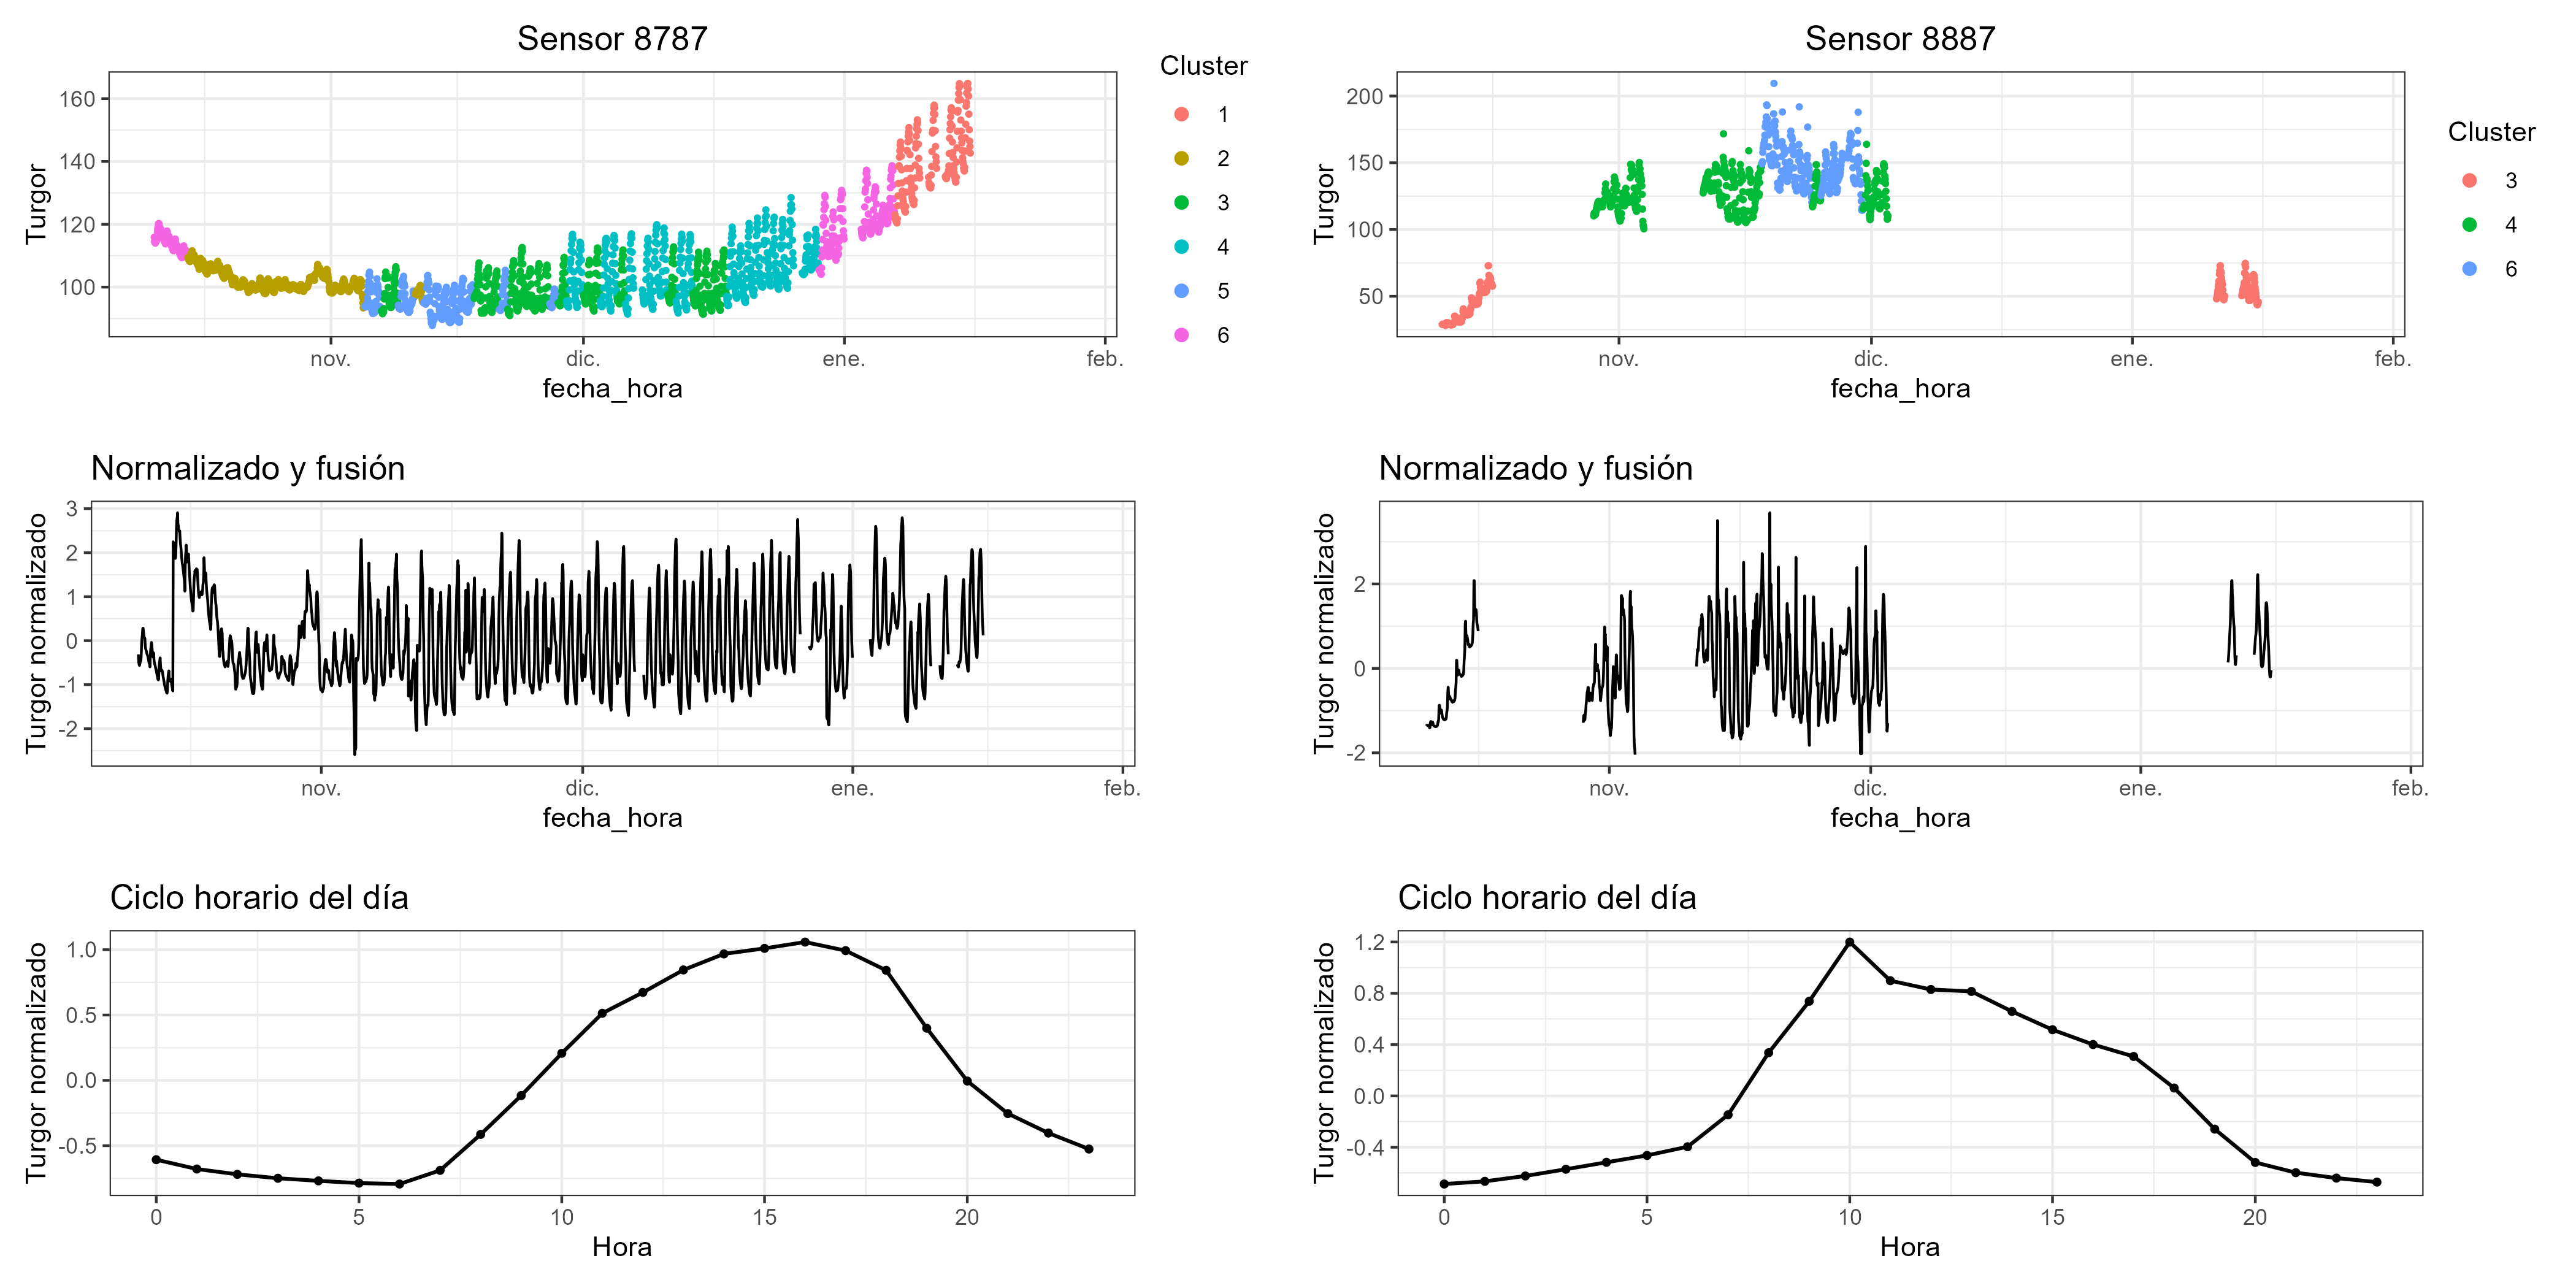 Sensor 8787
Turgor
160
140
120
100
nov.
dic.
ene.
feb.
fecha_hora
Cluster
1
2
3
4
5
6
Sensor 8887
Turgor
200
150
100
50
nov.
dic.
ene.
feb.
fecha_hora
Cluster
3
4
6
Normalizado y fusión
Turgor normalizado
3
2
1
0
-1
-2
nov.
dic.
ene.
feb.
fecha_hora
Normalizado y fusión
Turgor normalizado
2
0
-2
nov.
dic.
ene.
feb.
fecha_hora
Ciclo horario del día
Turgor normalizado
1.0
0.5
0.0
-0.5
0
5
10
15
20
Hora
Ciclo horario del día
Turgor normalizado
1.2
0.8
0.4
0.0
-0.4
0
5
10
15
20
Hora